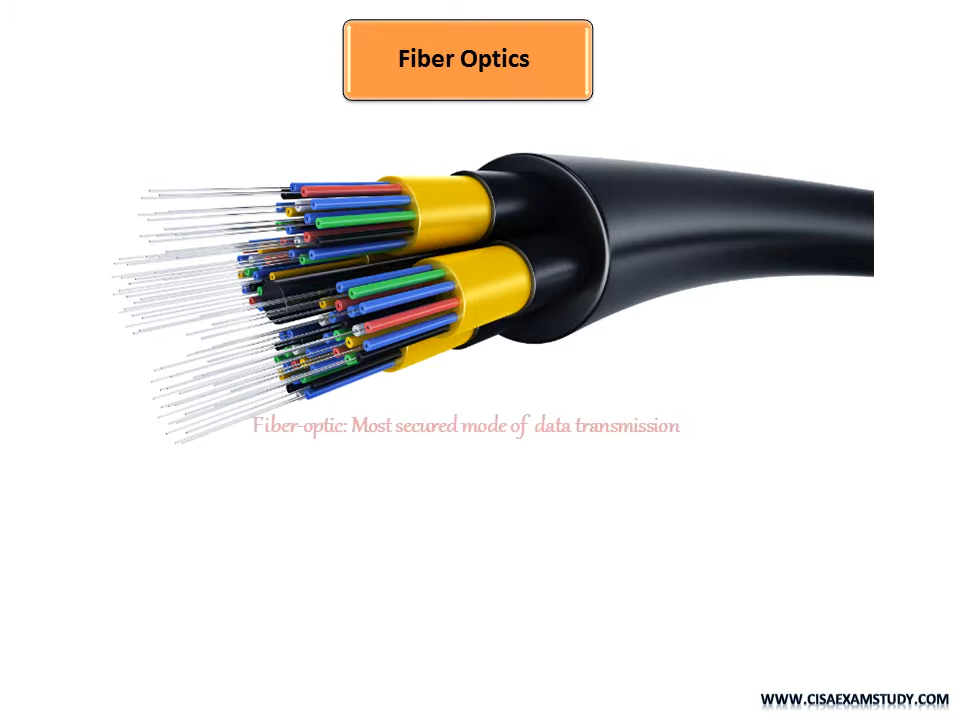 Fiber Optics
Fiber-optic: Most secured mode of data transmission
WWW.CISAEXAMSTUDY.COM